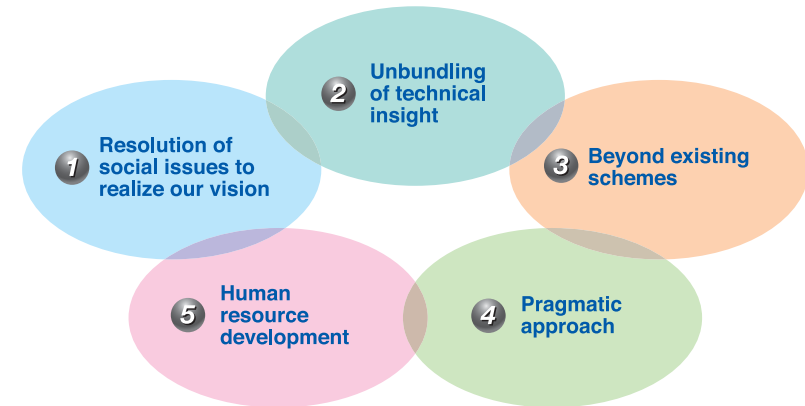 1
Resolution of
social issues to
realize our vision
2
Unbundling
of technical
insight
3
Beyond existing
schemes
4
Pragmatic
approach
5
Human
resource
development